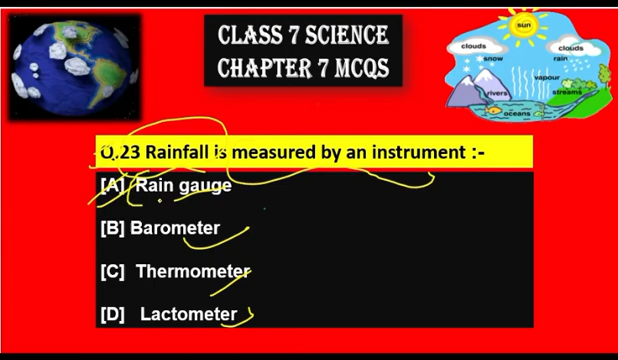 CLASS 7 SCIENCE
CHAPTER 7 MCQS
sun
clouds
clouds
snow
rain
vapour
rivers
streams
oceans
Q.23 Rainfall is measured by an instrument :-
[A] Rain gauge
[B] Barometer
[C] Thermometer
[D] Lactometer